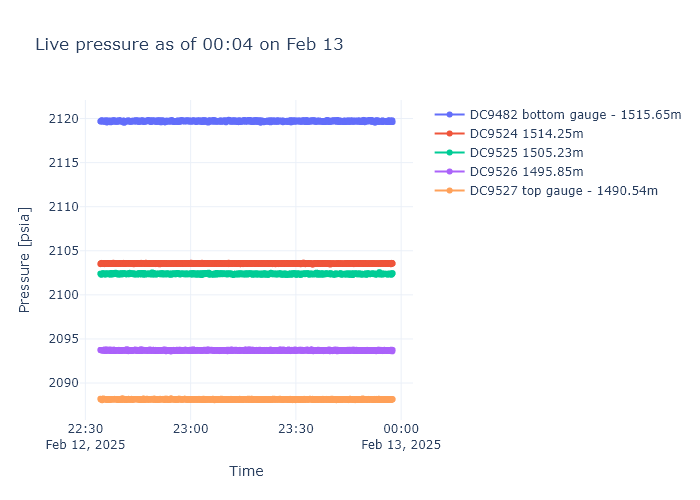 Live pressure as of 00:04 on Feb 13
DC9482 bottom gauge - 1515.65m
DC9524 1514.25m
DC9525 1505.23m
DC9526 1495.85m
DC9527 top gauge - 1490.54m
Pressure [psia]
2120
2115
2110
2105
2100
2095
2090
22:30
Feb 12, 2025
23:00
23:30
00:00
Feb 13, 2025
Time